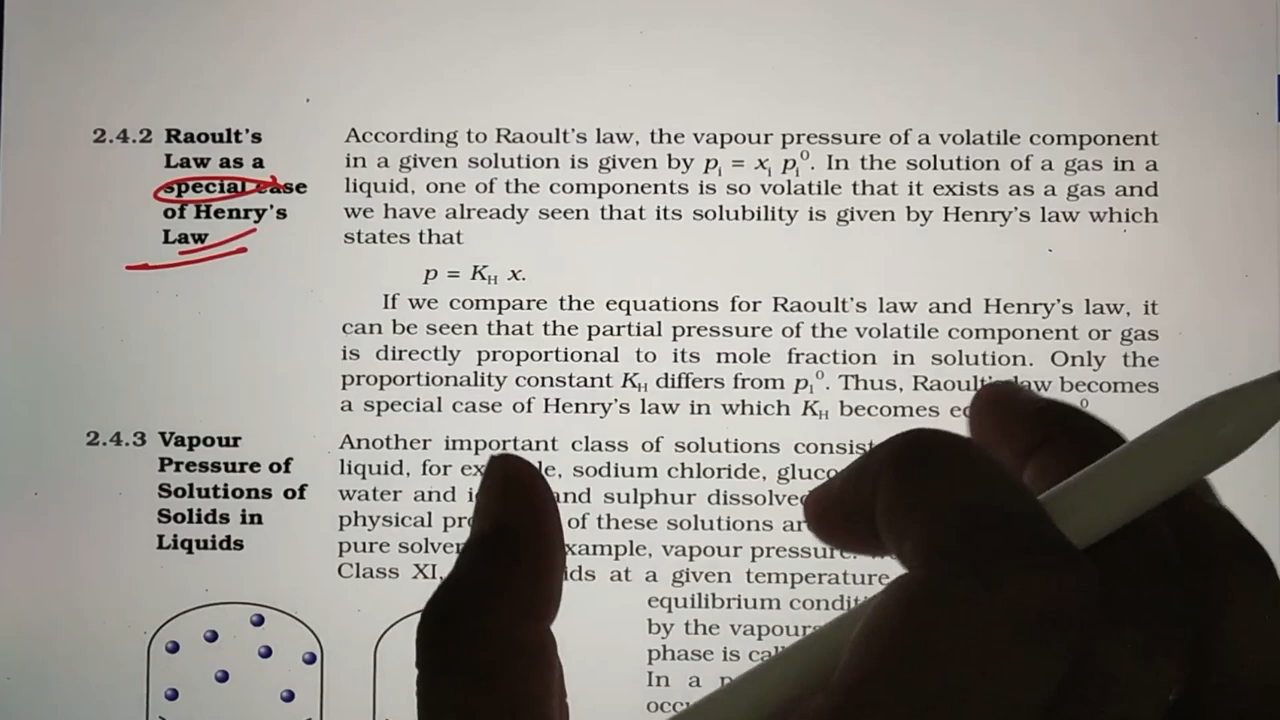 2.4.2 Raoult's
Law as a
special case
of Henry's
Law
According to Raoult's law, the vapour pressure of a volatile component
in a given solution is given by pᵢ = xᵢ pᵢ⁰. In the solution of a gas in a
liquid, one of the components is so volatile that it exists as a gas and
we have already seen that its solubility is given by Henry's law which
states that
p = K_H x.
If we compare the equations for Raoult's law and Henry's law, it
can be seen that the partial pressure of the volatile component or gas
is directly proportional to its mole fraction in solution. Only the
proportionality constant K_H differs from p₁⁰. Thus, Raoult's law becomes
a special case of Henry's law in which K_H becomes
2.4.3 Vapour
Pressure of
Solutions of
Solids in
Liquids
Another important class of solutions
liquid, for sodium chloride,
water and and sulphur dissolved
physical of these solutions
pure vapour pressure.
Class XI, at a given temperature
equilibrium
by the
phase is
In a